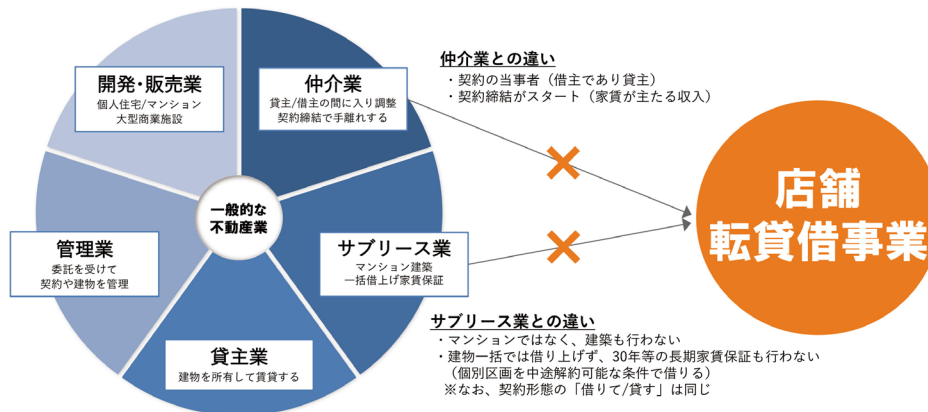 開発・販売業
個人住宅/マンション
大型商業施設
仲介業
貸主/借主の間に入り調整
契約締結で手離れする
一般的な
不動産業
管理業
委託を受けて
契約や建物を管理
サブリース業
マンション建築
一括借上げ家賃保証
貸主業
建物を所有して賃貸する
仲介業との違い
・契約の当事者（借主であり貸主）
・契約締結がスタート（家賃が主たる収入）
店舗
転貸借事業
サブリース業との違い
・マンションではなく、建築も行わない
・建物一括では借り上げず、30年等の長期家賃保証も行わない
（個別区画を中途解約可能な条件で借りる）
※なお、契約形態の「借りて/貸す」は同じ